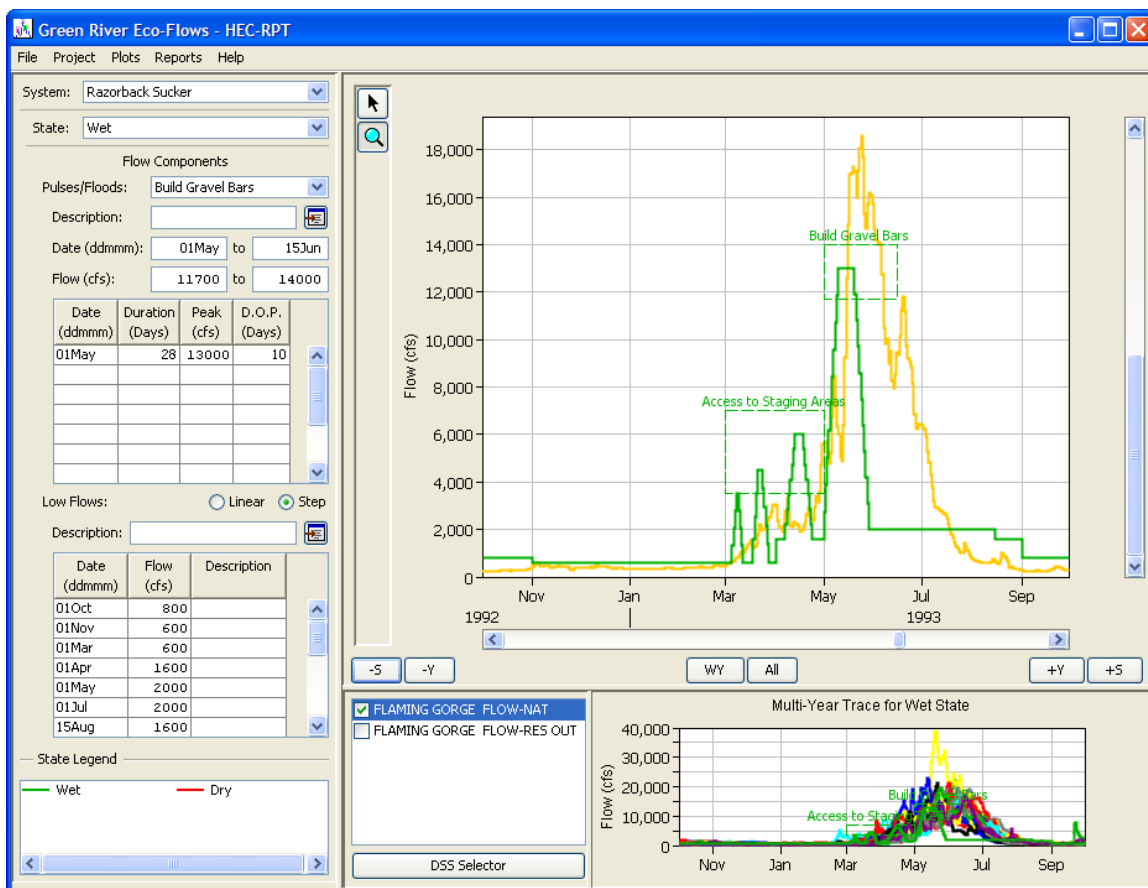 Green River Eco-Flows - HEC-RPT
File Project Plots Reports Help
System: Razorback Sucker
State: Wet
Flow Components
Pulses/Floods: Build Gravel Bars
Description:
Date (ddmmm): 01May to 15Jun
Flow (cfs): 11700 to 14000
Date (ddmmm) Duration (Days) Peak (cfs) D.O.P. (Days)
01May 28 13000 10
Low Flows: Linear Step
Description:
Date (ddmmm) Flow (cfs) Description
01Oct 800
01Nov 600
01Mar 600
01Apr 1600
01May 2000
01Jul 2000
15Aug 1600
State Legend
Wet Dry
Flow (cfs)
18,000
16,000
14,000
12,000
10,000
8,000
6,000
4,000
2,000
0
Build Gravel Bars
Access to Staging Areas
Nov Jan Mar May Jul Sep
1992 1993
-S -Y WY All +Y +S
FLAMING GORGE FLOW-NAT
FLAMING GORGE FLOW-RES OUT
DSS Selector
Multi-Year Trace for Wet State
Flow (cfs)
40,000
30,000
20,000
10,000
0
Nov Jan Mar May Jul Sep